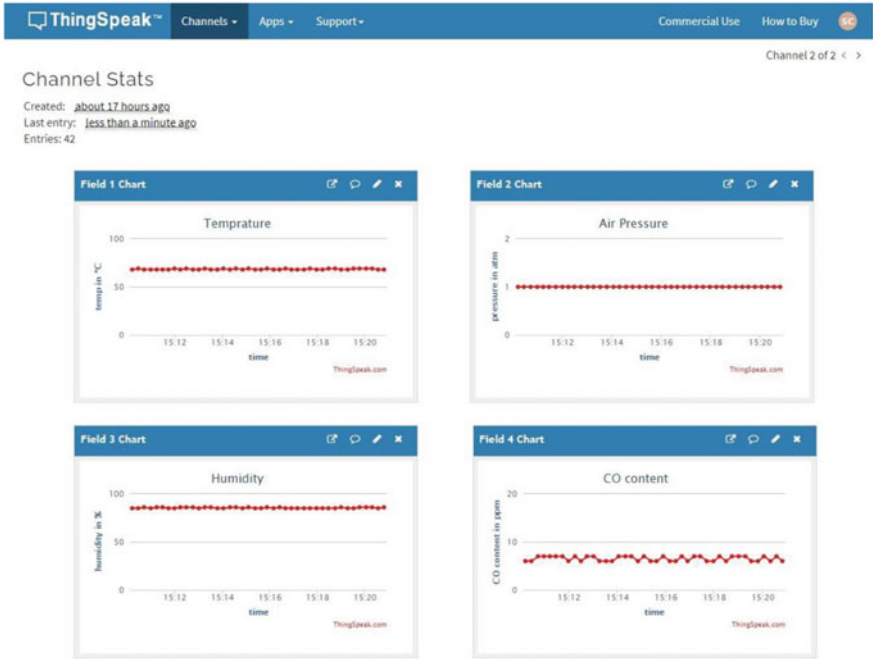 ThingSpeak™ Channels Apps Support Commercial Use How to Buy SC
Channel 2 of 2 < >
Channel Stats
Created: about 17 hours ago
Last entry: less than a minute ago
Entries: 42
Field 1 Chart
Temprature
100
50
0
temp in °C
15:12 15:14 15:16 15:18 15:20
time
ThingSpeak.com
Field 2 Chart
Air Pressure
2
1
0
pressure in atm
15:12 15:14 15:16 15:18 15:20
time
ThingSpeak.com
Field 3 Chart
Humidity
100
50
0
humidity in %
15:12 15:14 15:16 15:18 15:20
time
ThingSpeak.com
Field 4 Chart
CO content
20
10
0
CO content in ppm
15:12 15:14 15:16 15:18 15:20
time
ThingSpeak.com